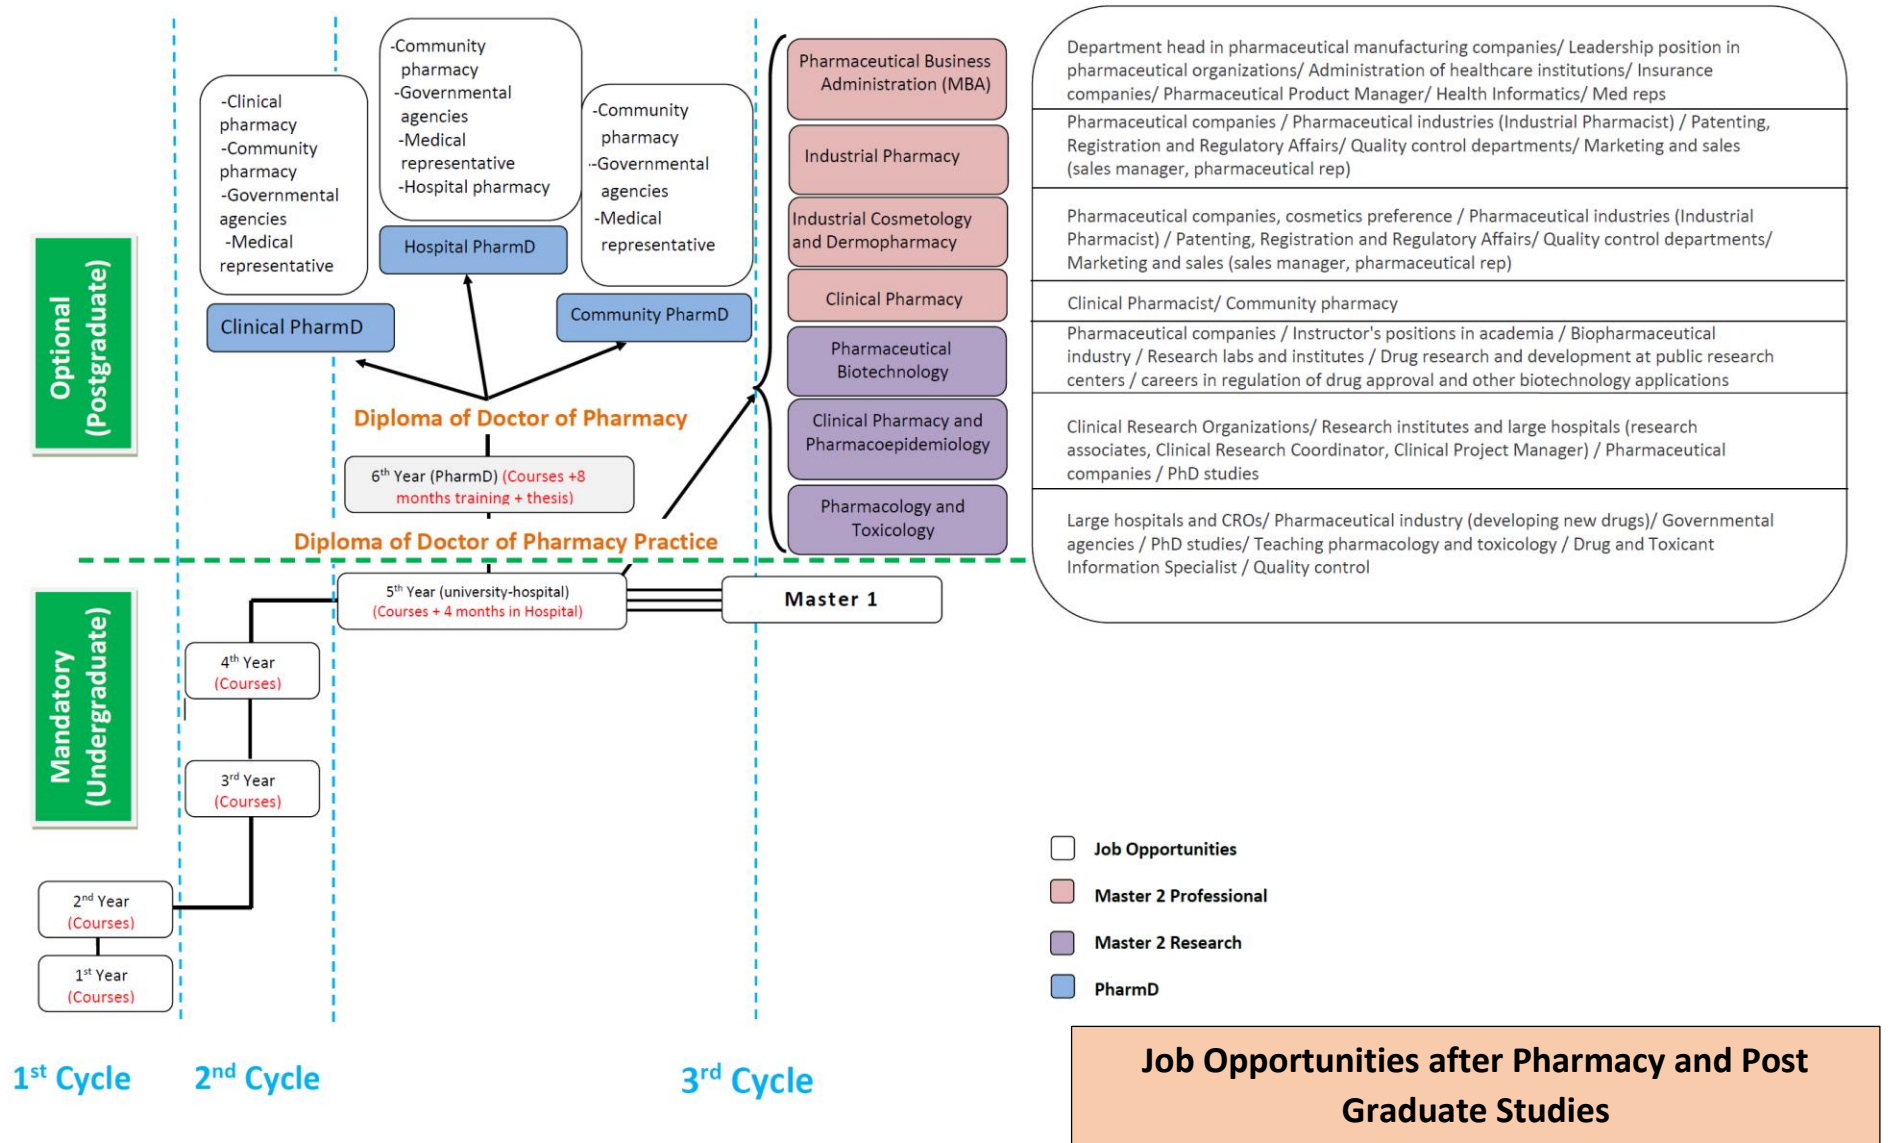 -Clinical
pharmacy
-Community
pharmacy
-Governmental
agencies
-Medical
representative
Clinical PharmD
-Community
pharmacy
-Governmental
agencies
-Medical
representative
-Hospital pharmacy
Hospital PharmD
-Community
pharmacy
-Governmental
agencies
-Medical
representative
Community PharmD
Optional
(Postgraduate)
Diploma of Doctor of Pharmacy
6th Year (PharmD) (Courses +8
months training + thesis)
Diploma of Doctor of Pharmacy Practice
Pharmaceutical Business
Administration (MBA)
Industrial Pharmacy
Industrial Cosmetology
and Dermopharmacy
Clinical Pharmacy
Pharmaceutical
Biotechnology
Clinical Pharmacy and
Pharmacoepidemiology
Pharmacology and
Toxicology
Department head in pharmaceutical manufacturing companies/ Leadership position in
pharmaceutical organizations/ Administration of healthcare institutions/ Insurance
companies/ Pharmaceutical Product Manager/ Health Informatics/ Med reps
Pharmaceutical companies / Pharmaceutical industries (Industrial Pharmacist) / Patenting,
Registration and Regulatory Affairs/ Quality control departments/ Marketing and sales
(sales manager, pharmaceutical rep)
Pharmaceutical companies, cosmetics preference / Pharmaceutical industries (Industrial
Pharmacist) / Patenting, Registration and Regulatory Affairs/ Quality control departments/
Marketing and sales (sales manager, pharmaceutical rep)
Clinical Pharmacist/ Community pharmacy
Pharmaceutical companies / Instructor's positions in academia / Biopharmaceutical
industry / Research labs and institutes / Drug research and development at public research
centers / careers in regulation of drug approval and other biotechnology applications
Clinical Research Organizations/ Research institutes and large hospitals (research
associates, Clinical Research Coordinator, Clinical Project Manager) / Pharmaceutical
companies / PhD studies
Large hospitals and CROs/ Pharmaceutical industry (developing new drugs)/ Governmental
agencies / PhD studies/ Teaching pharmacology and toxicology / Drug and Toxicant
Information Specialist / Quality control
Mandatory
(Undergraduate)
5th Year (university-hospital)
(Courses + 4 months in Hospital)
Master 1
4th Year
(Courses)
3rd Year
(Courses)
2nd Year
(Courses)
1st Year
(Courses)
Job Opportunities
Master 2 Professional
Master 2 Research
PharmD
1st Cycle
2nd Cycle
3rd Cycle
Job Opportunities after Pharmacy and Post
Graduate Studies